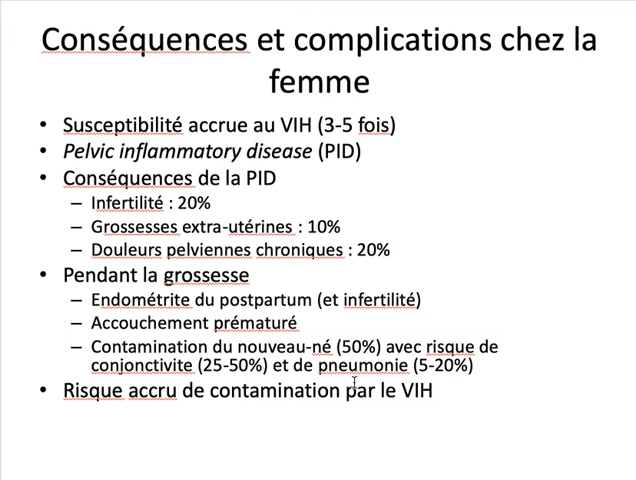 Conséquences et complications chez la
femme
• Susceptibilité accrue au VIH (3-5 fois)
• Pelvic inflammatory disease (PID)
• Conséquences de la PID
– Infertilité : 20%
– Grossesses extra-utérines : 10%
– Douleurs pelviennes chroniques : 20%
• Pendant la grossesse
– Endométrite du postpartum (et infertilité)
– Accouchement prématuré
– Contamination du nouveau-né (50%) avec risque de
conjonctivite (25-50%) et de pneumonie (5-20%)
• Risque accru de contamination par le VIH